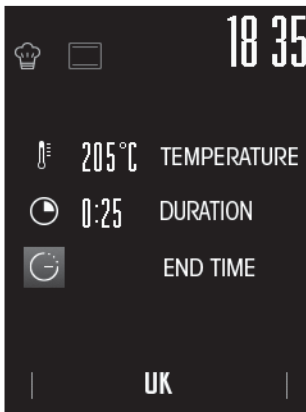 18 35
205°C TEMPERATURE
0:25 DURATION
END TIME
UK